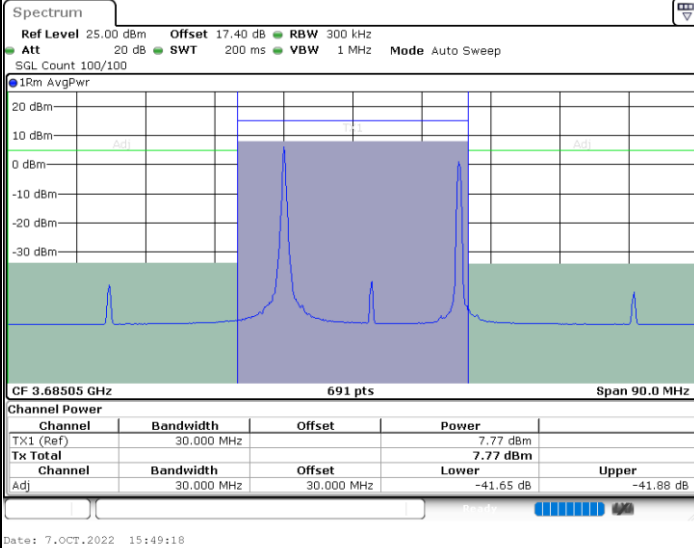 Spectrum
Ref Level 25.00 dBm Offset 17.40 dB RBW 300 kHz
Att 20 dB SWT 200 ms VBW 1 MHz Mode Auto Sweep
SGL Count 100/100
1Rm AvgPwr
20 dBm
TX1
10 dBm
Adj Adj
0 dBm
-10 dBm
-20 dBm
-30 dBm
CF 3.68505 GHz 691 pts Span 90.0 MHz
Channel Power
Channel Bandwidth Offset Power
TX1 (Ref) 30.000 MHz 7.77 dBm
Tx Total 7.77 dBm
Channel Bandwidth Offset Lower Upper
Adj 30.000 MHz 30.000 MHz -41.65 dB -41.88 dB
Ready
Date: 7.OCT.2022 15:49:18